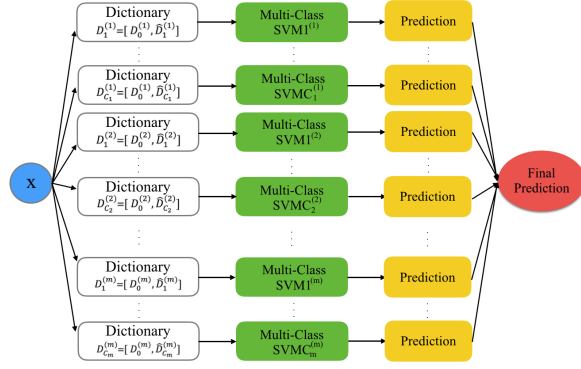 Dictionary
D_1^(1)=[ D_0^(1), D̂_1^(1)]
Multi-Class
SVM1^(1)
Prediction
Dictionary
D_{C_1}^(1)=[ D_0^(1), D̂_{C_1}^(1)]
Multi-Class
SVMC_1^(1)
Prediction
Dictionary
D_1^(2)=[ D_0^(2), D̂_1^(2)]
Multi-Class
SVM1^(2)
Prediction
X
Dictionary
D_{C_2}^(2)=[ D_0^(2), D̂_{C_2}^(2)]
Multi-Class
SVMC_2^(2)
Prediction
Final
Prediction
Dictionary
D_1^(m)=[ D_0^(m), D̂_1^(m)]
Multi-Class
SVM1^(m)
Prediction
Dictionary
D_{C_m}^(m)=[ D_0^(m), D̂_{C_m}^(m)]
Multi-Class
SVMC_m^(m)
Prediction